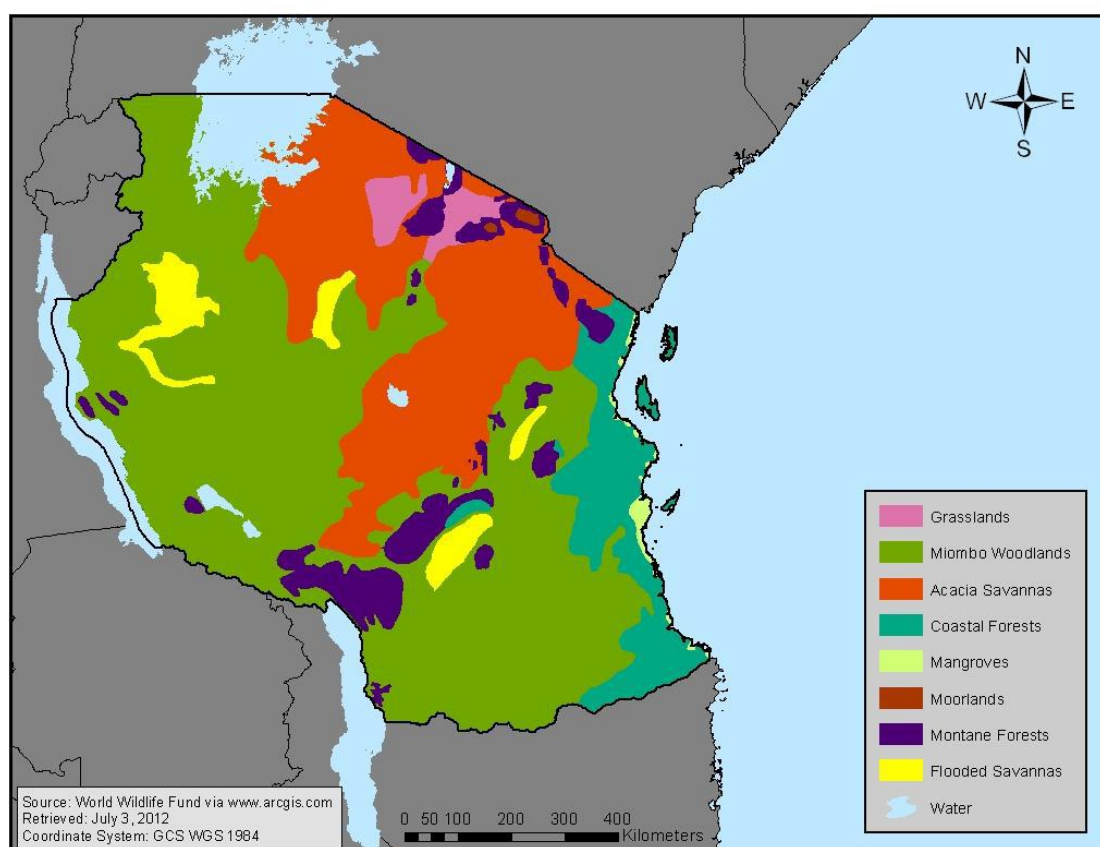 N
W E
S
Grasslands
Miombo Woodlands
Acacia Savannas
Coastal Forests
Mangroves
Moorlands
Montane Forests
Flooded Savannas
Water
Source: World Wildlife Fund via www.arcgis.com
Retrieved: July 3, 2012
Coordinate System: GCS WGS 1984
0 50 100 200 300 400
Kilometers